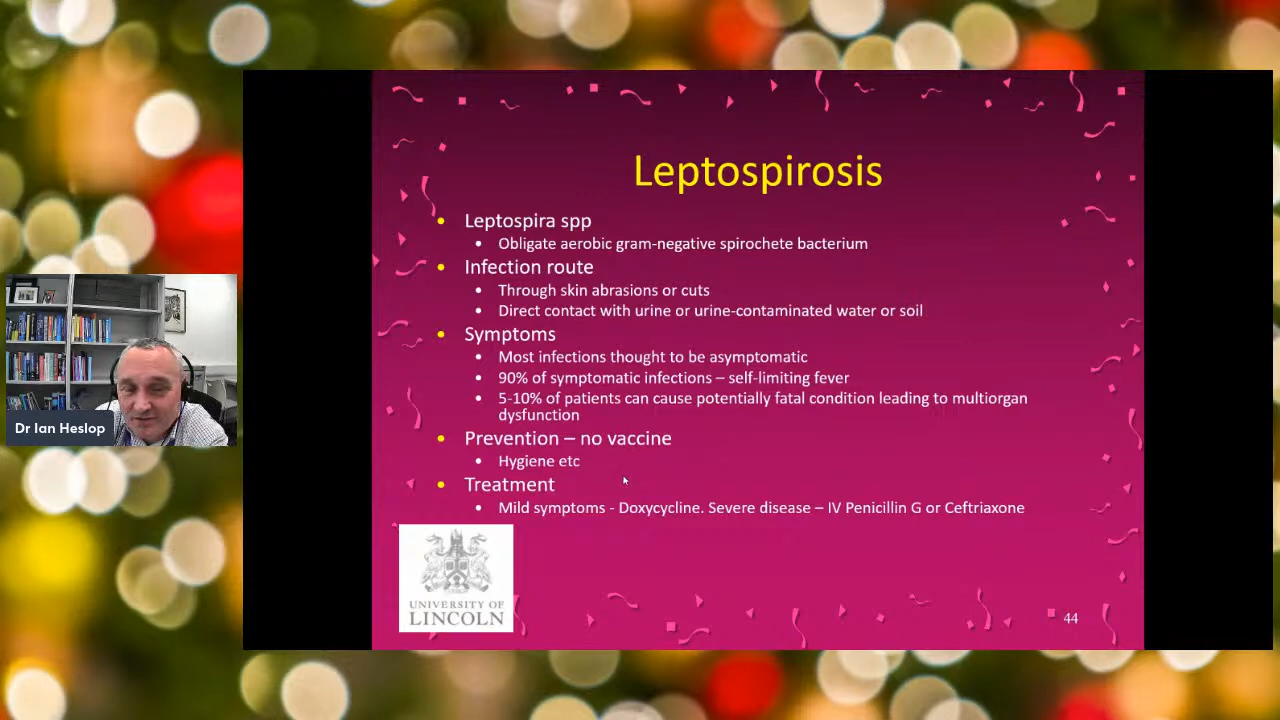 Leptospirosis
Leptospira spp
Obligate aerobic gram-negative spirochete bacterium
Infection route
Through skin abrasions or cuts
Direct contact with urine or urine-contaminated water or soil
Symptoms
Most infections thought to be asymptomatic
90% of symptomatic infections – self-limiting fever
5-10% of patients can cause potentially fatal condition leading to multiorgan
dysfunction
Prevention – no vaccine
Hygiene etc
Treatment
Mild symptoms - Doxycycline. Severe disease – IV Penicillin G or Ceftriaxone
UNIVERSITY OF
LINCOLN
44
Dr Ian Heslop